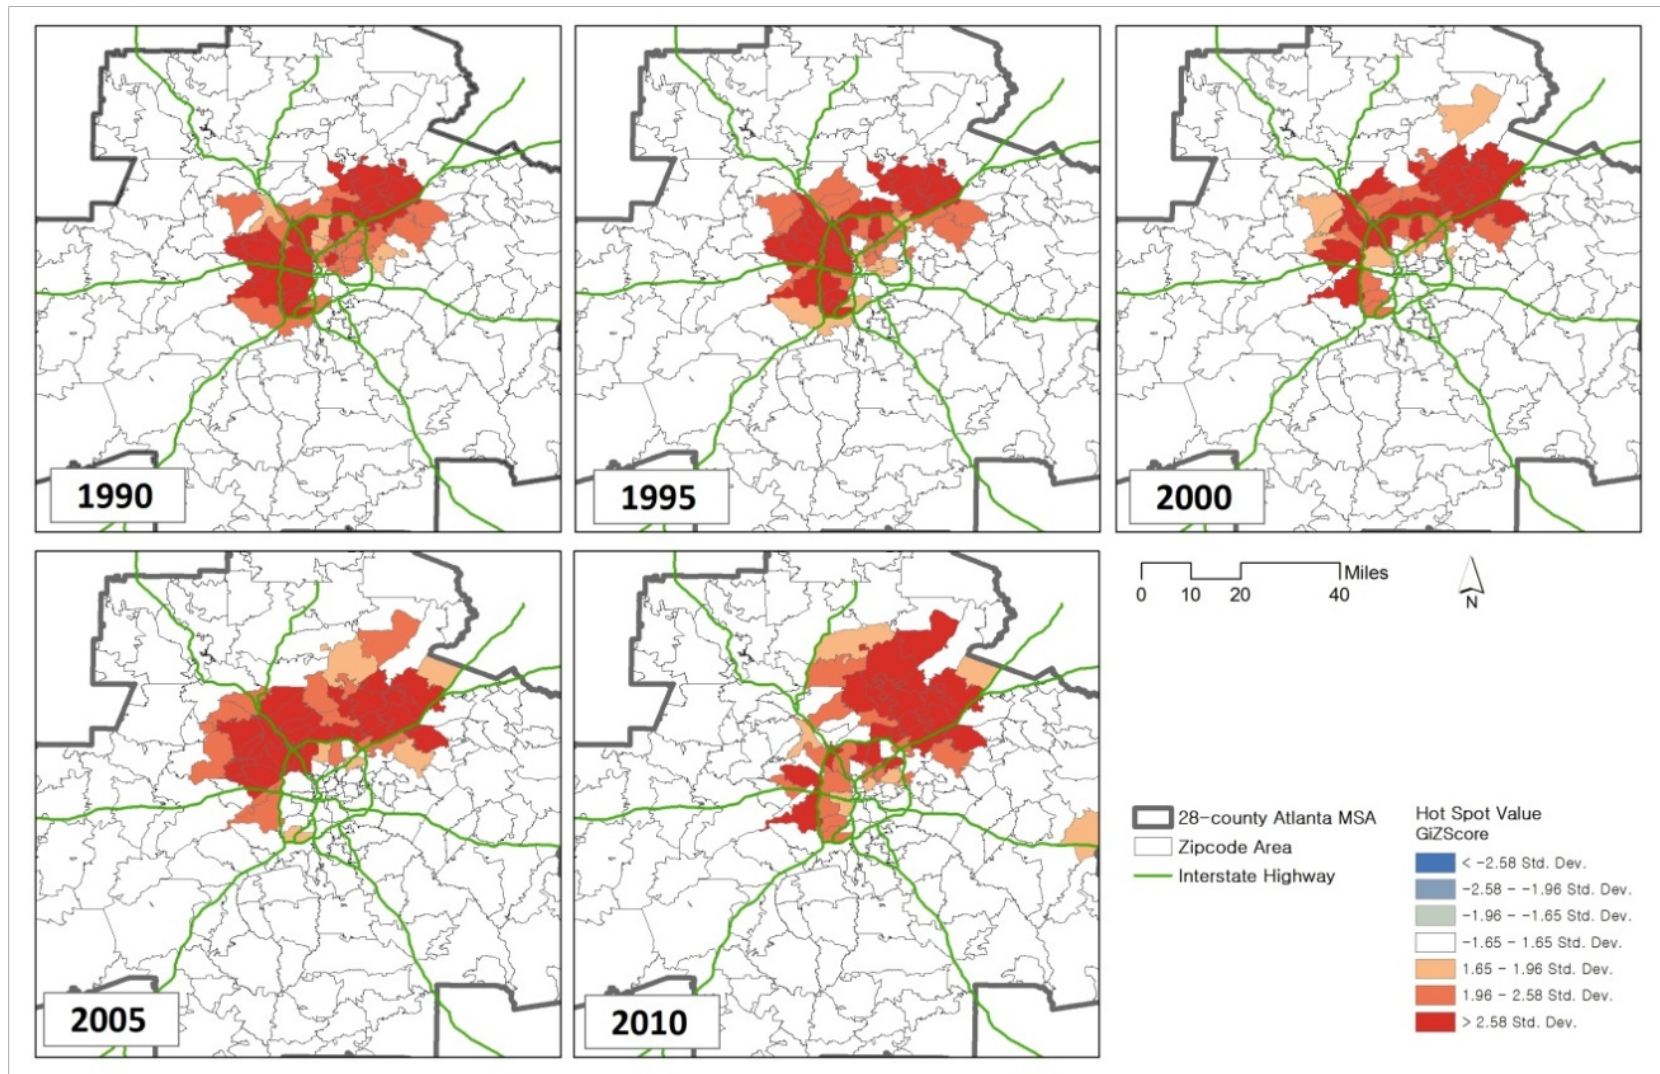 1990
1995
2000
2005
2010
Miles
0 10 20 40
N
28-county Atlanta MSA
Zipcode Area
Interstate Highway
Hot Spot Value
GiZScore
< -2.58 Std. Dev.
-2.58 - -1.96 Std. Dev.
-1.96 - -1.65 Std. Dev.
-1.65 - 1.65 Std. Dev.
1.65 - 1.96 Std. Dev.
1.96 - 2.58 Std. Dev.
> 2.58 Std. Dev.